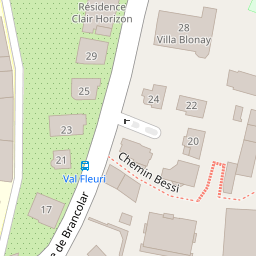 Résidence
Clair Horizon
28
Villa Blonay
29
25
24
22
23
20
21
Chemin Bessi
Val Fleuri
17
de Brancolar